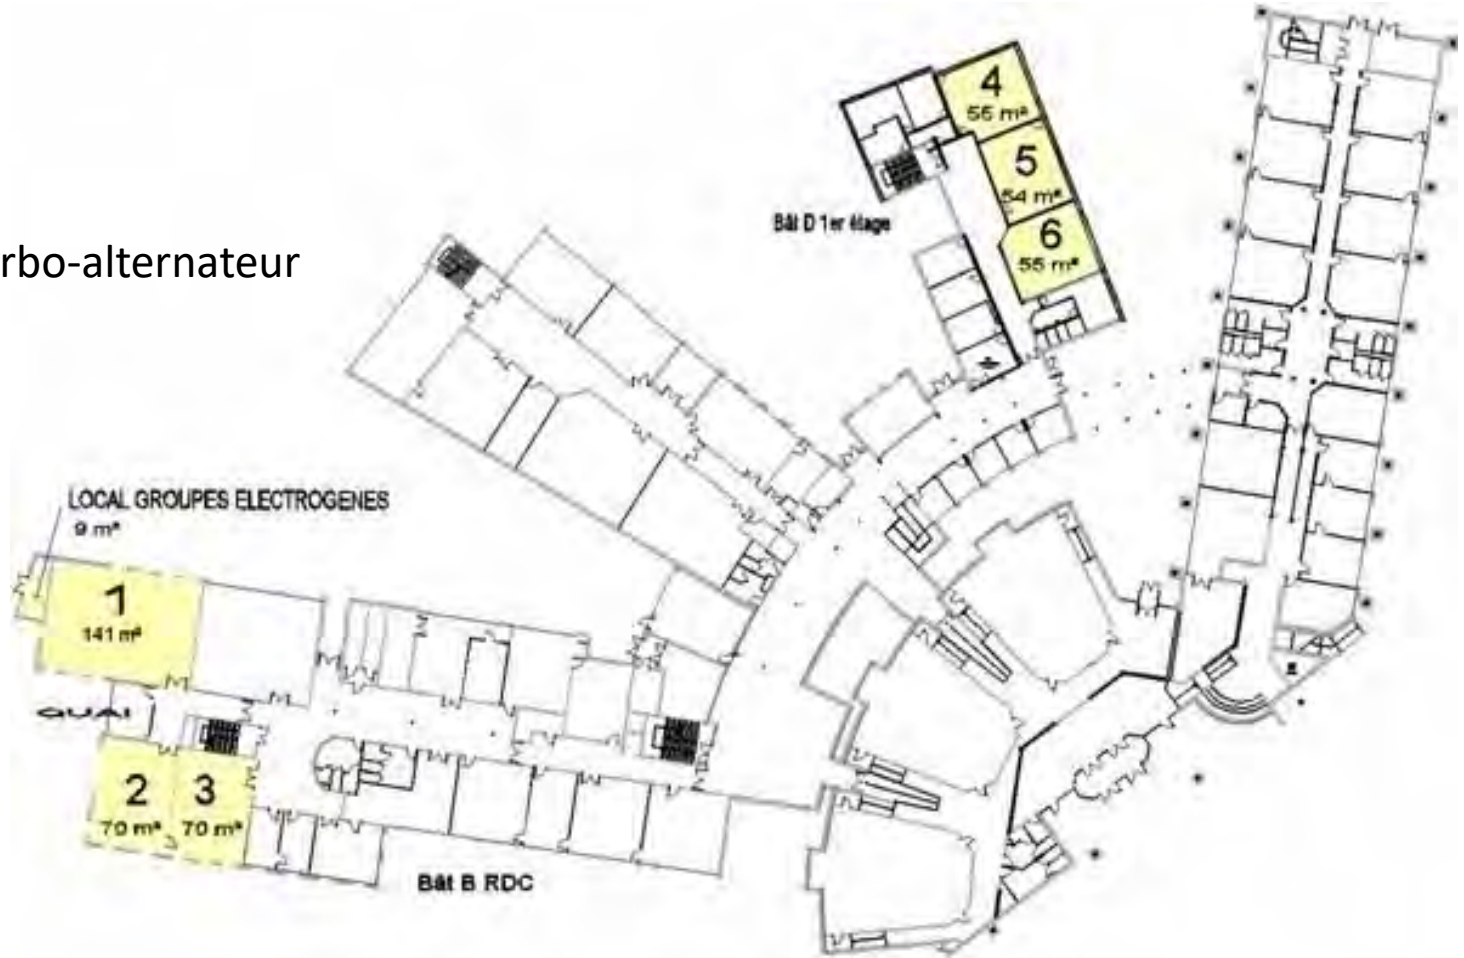 4
55 m²
5
54 m²
6
55 m²
Bât D 1er étage
rbo-alternateur
LOCAL GROUPES ELECTROGENES
9 m²
1
141 m²
QUAI
2
70 m²
3
70 m²
Bât B RDC